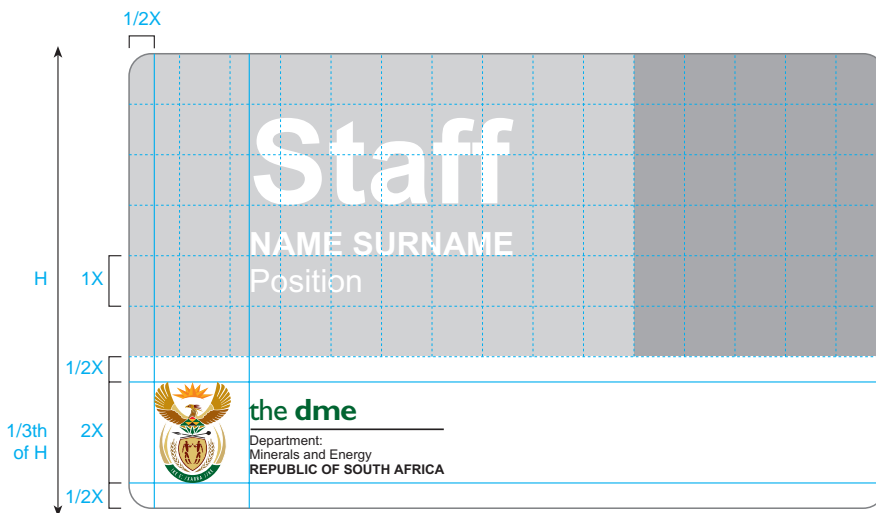 1/2X
Staff
NAME SURNAME
Position
H
1X
1/2X
1/3th
of H
2X
the dme
Department:
Minerals and Energy
REPUBLIC OF SOUTH AFRICA
1/2X